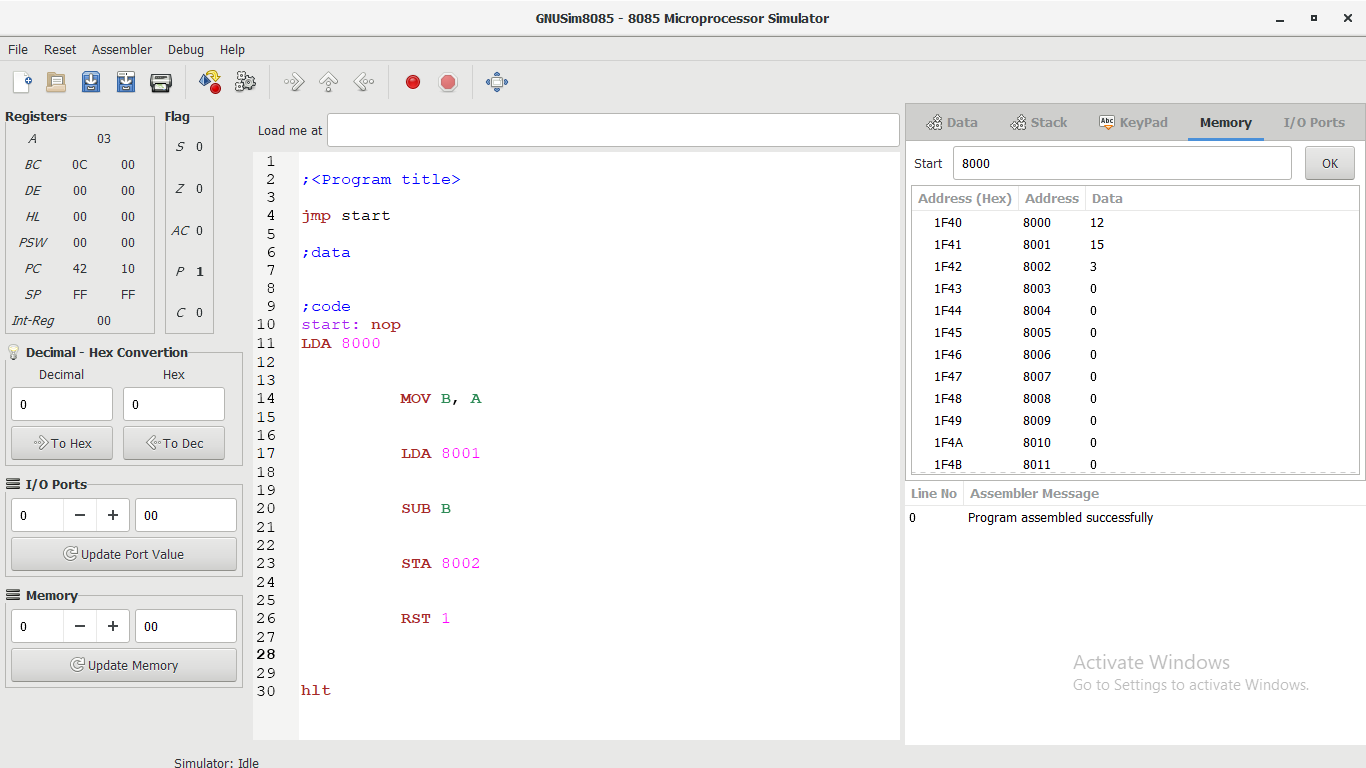 GNUSim8085 - 8085 Microprocessor Simulator
File Reset Assembler Debug Help
Registers
A 03
BC 0C 00
DE 00 00
HL 00 00
PSW 00 00
PC 42 10
SP FF FF
Int-Reg 00
Flag
S 0
Z 0
AC 0
P 1
C 0
Decimal - Hex Convertion
Decimal Hex
0 0
To Hex To Dec
I/O Ports
0 00
Update Port Value
Memory
0 00
Update Memory
Load me at
1
2 ;<Program title>
3
4 jmp start
5
6 ;data
7
8
9 ;code
10 start: nop
11 LDA 8000
12
13
14 MOV B, A
15
16
17 LDA 8001
18
19
20 SUB B
21
22
23 STA 8002
24
25
26 RST 1
27
28
29
30 hlt
Data Stack Abc KeyPad Memory I/O Ports
Start 8000 OK
Address (Hex) Address Data
1F40 8000 12
1F41 8001 15
1F42 8002 3
1F43 8003 0
1F44 8004 0
1F45 8005 0
1F46 8006 0
1F47 8007 0
1F48 8008 0
1F49 8009 0
1F4A 8010 0
1F4B 8011 0
Line No Assembler Message
0 Program assembled successfully
Activate Windows
Go to Settings to activate Windows.
Simulator: Idle